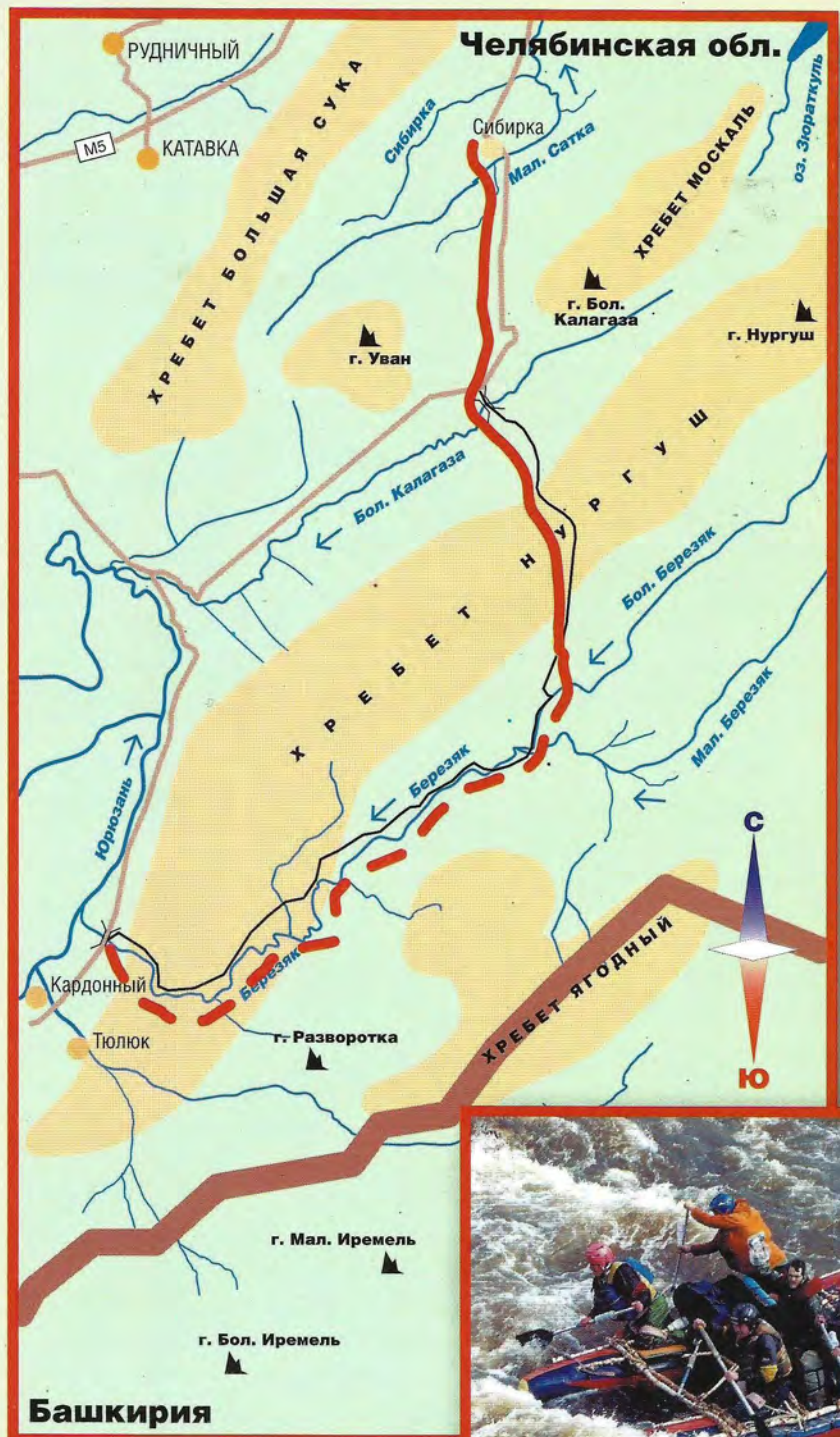 Челябинская обл.
РУДНИЧНЫЙ
М5
КАТАВКА
ХРЕБЕТ БОЛЬШАЯ СУКА
Сибирка
Сибирка
Мал. Сатка
ХРЕБЕТ МОСКАЛЬ
оз. Зюраткуль
г. Бол.
Калагаза
г. Нургуш
г. Уван
Бол. Калагаза
ХРЕБЕТ НУРГУШ
Бол. Березяк
Мал. Березяк
Березяк
Юрюзань
С
Березяк
Кардонный
Тюлюк
г. Разворотка
ХРЕБЕТ ЯГОДНЫЙ
Ю
г. Мал. Иремель
г. Бол. Иремель
Башкирия